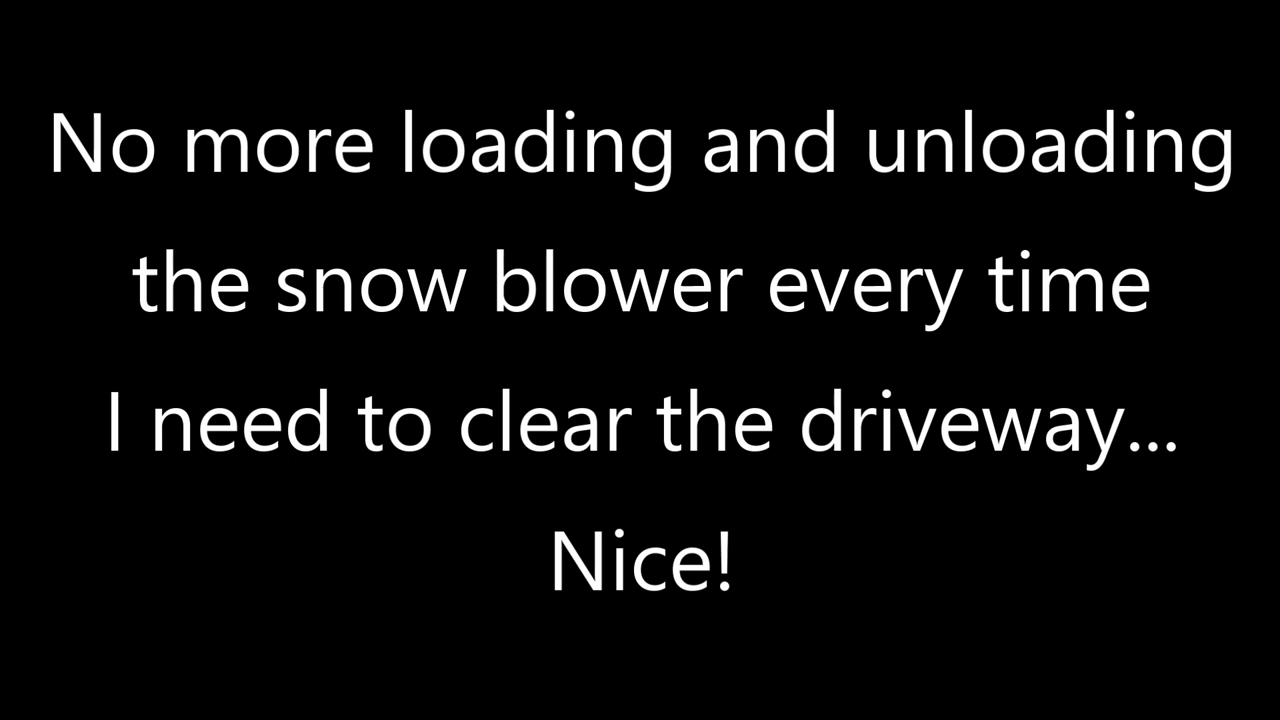 No more loading and unloading
the snow blower every time
I need to clear the driveway...
Nice!